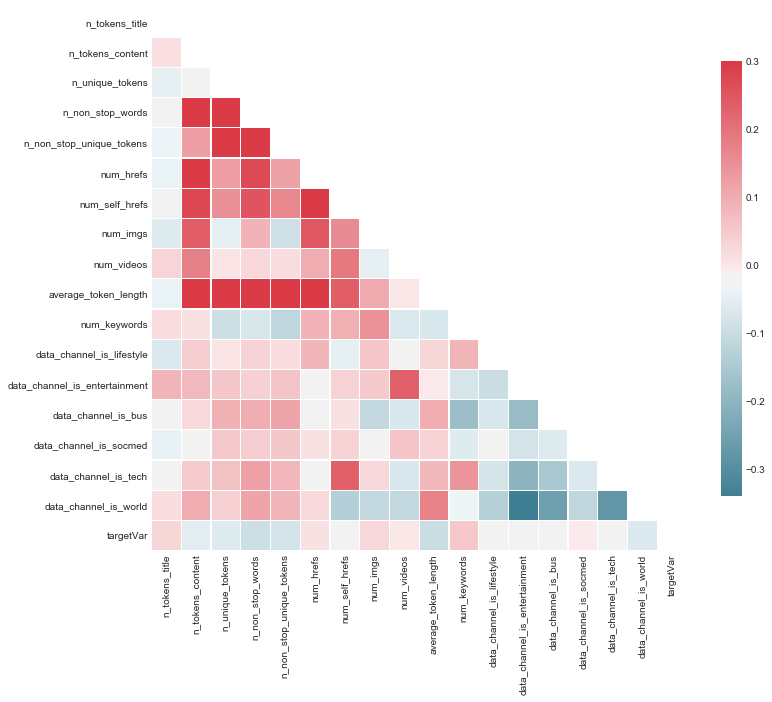 n_tokens_title
n_tokens_content
n_unique_tokens
n_non_stop_words
n_non_stop_unique_tokens
num_hrefs
num_self_hrefs
num_imgs
num_videos
average_token_length
num_keywords
data_channel_is_lifestyle
data_channel_is_entertainment
data_channel_is_bus
data_channel_is_socmed
data_channel_is_tech
data_channel_is_world
targetVar
n_tokens_title
n_tokens_content
n_unique_tokens
n_non_stop_words
n_non_stop_unique_tokens
num_hrefs
num_self_hrefs
num_imgs
num_videos
average_token_length
num_keywords
data_channel_is_lifestyle
data_channel_is_entertainment
data_channel_is_bus
data_channel_is_socmed
data_channel_is_tech
data_channel_is_world
targetVar
0.3
0.2
0.1
0.0
−0.1
−0.2
−0.3